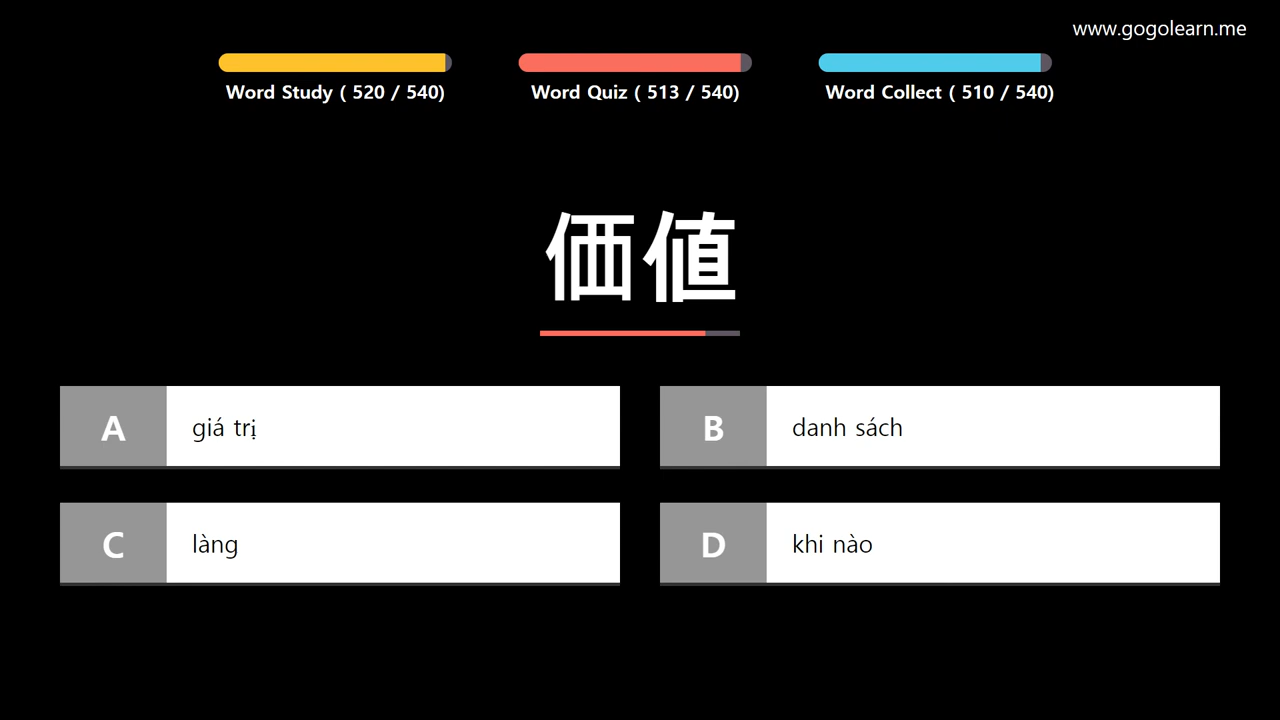 www.gogolearn.me
Word Study ( 520 / 540)
Word Quiz ( 513 / 540)
Word Collect ( 510 / 540)
価値
A giá trị
B danh sách
C làng
D khi nào